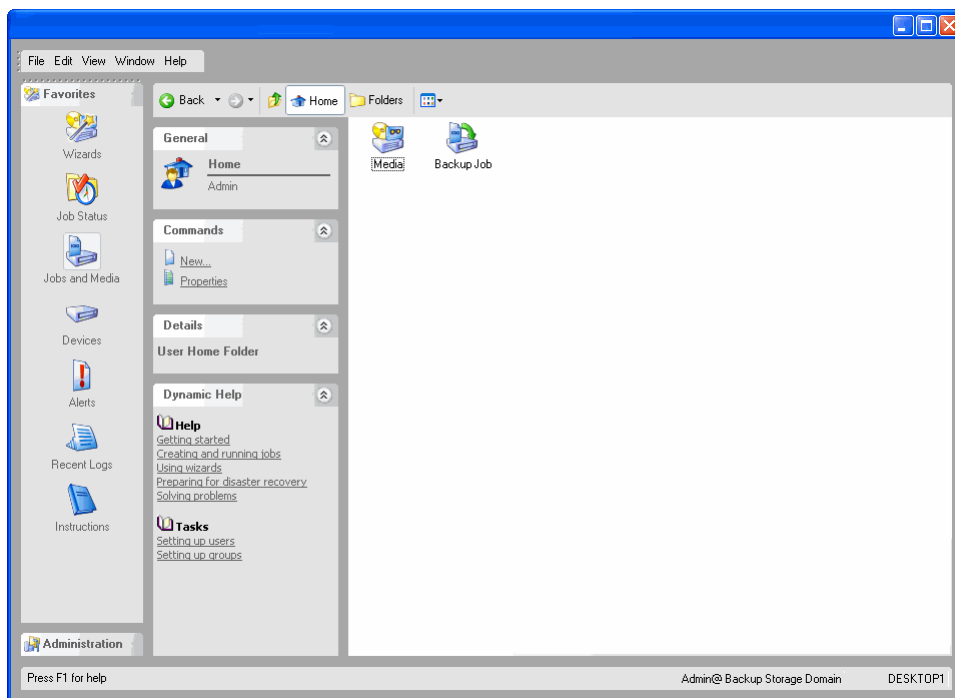 File Edit View Window Help
Favorites
Wizards
Job Status
Jobs and Media
Devices
Alerts
Recent Logs
Instructions
Administration
Back
Home
Folders
General
Home
Admin
Commands
New...
Properties
Details
User Home Folder
Dynamic Help
Help
Getting started
Creating and running jobs
Using wizards
Preparing for disaster recovery
Solving problems
Tasks
Setting up users
Setting up groups
Media
Backup Job
Press F1 for help
Admin@ Backup Storage Domain
DESKTOP1